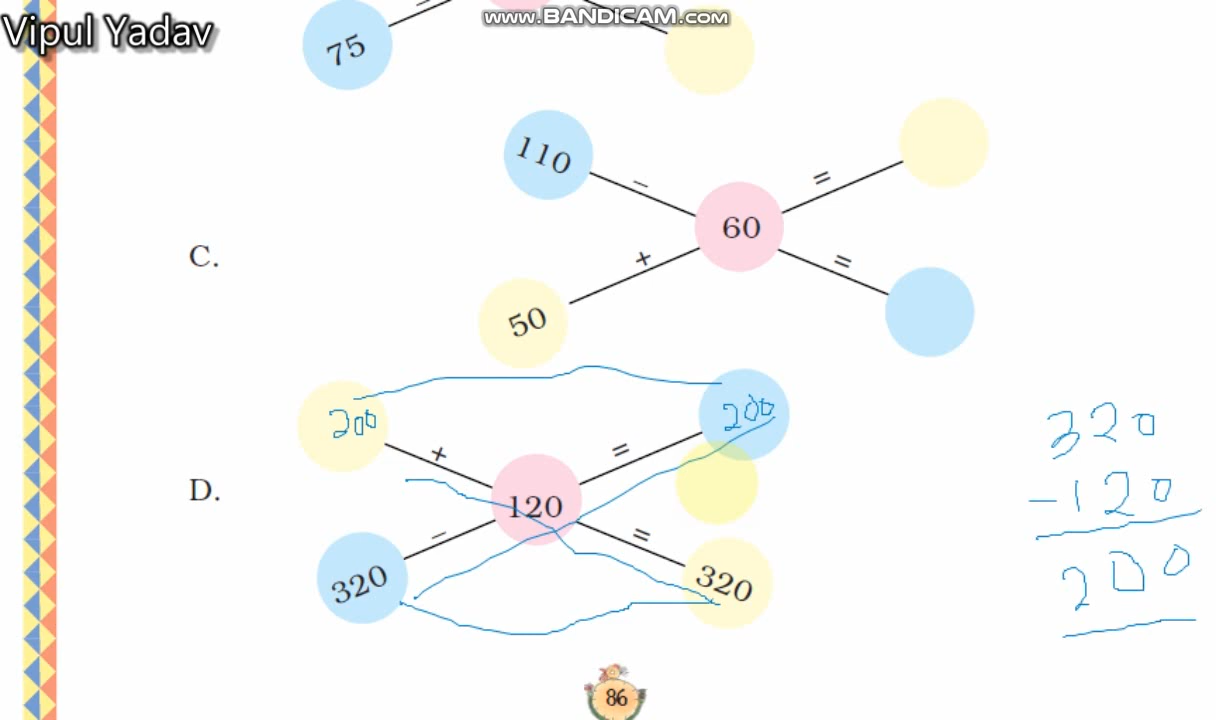 www.BANDICAM.com
Vipul Yadav
75 −
110 − =
60
C. + =
50
200 200
+ =
D. 120
− =
320 320
320
−120
200
86